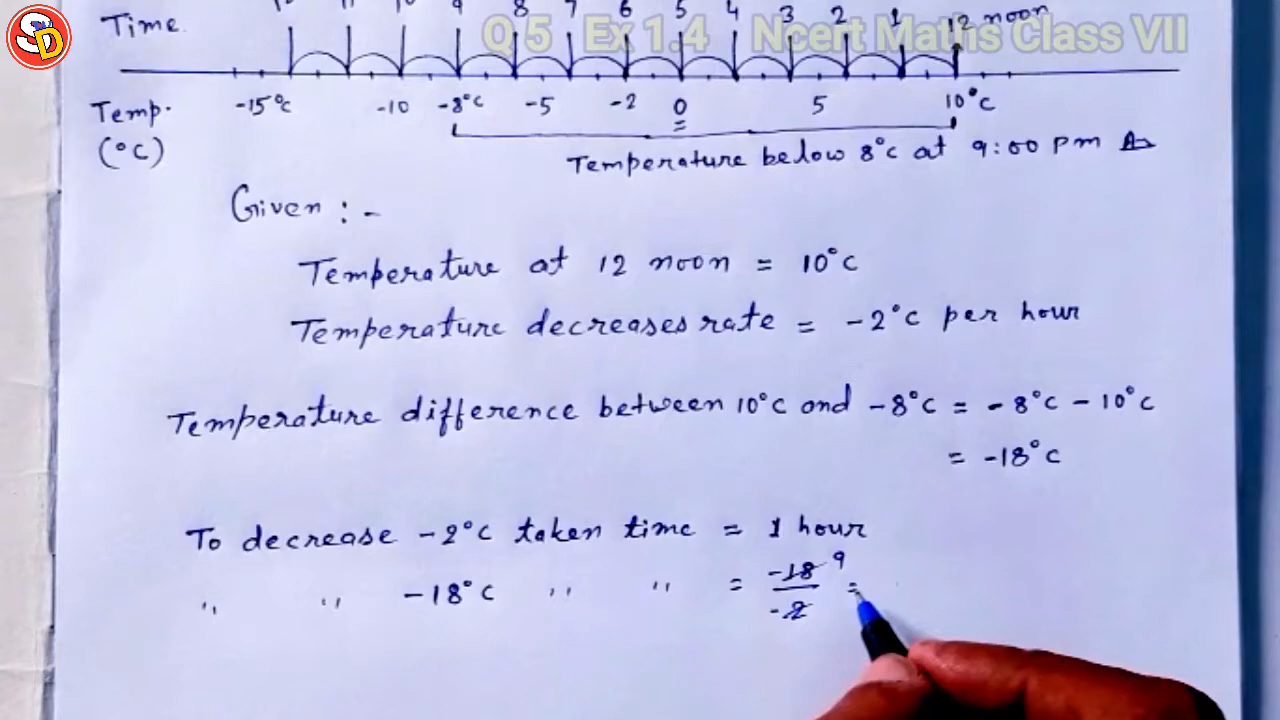 SD
Q 5 Ex 1.4 Ncert Maths Class VII
Time 9 8 7 6 5 4 3 2 1 12 noon
-15°C -10 -8°C -5 -2 0 5 10°C
Temp.
(°C)
Temperature below 8°C at 9:00 pm
Given :-
Temperature at 12 noon = 10°C
Temperature decreases rate = -2°C per hour
Temperature difference between 10°C and -8°C = -8°C - 10°C
= -18°C
To decrease -2°C taken time = 1 hour
,, ,, -18°C ,, ,, = -18/-2 9 =